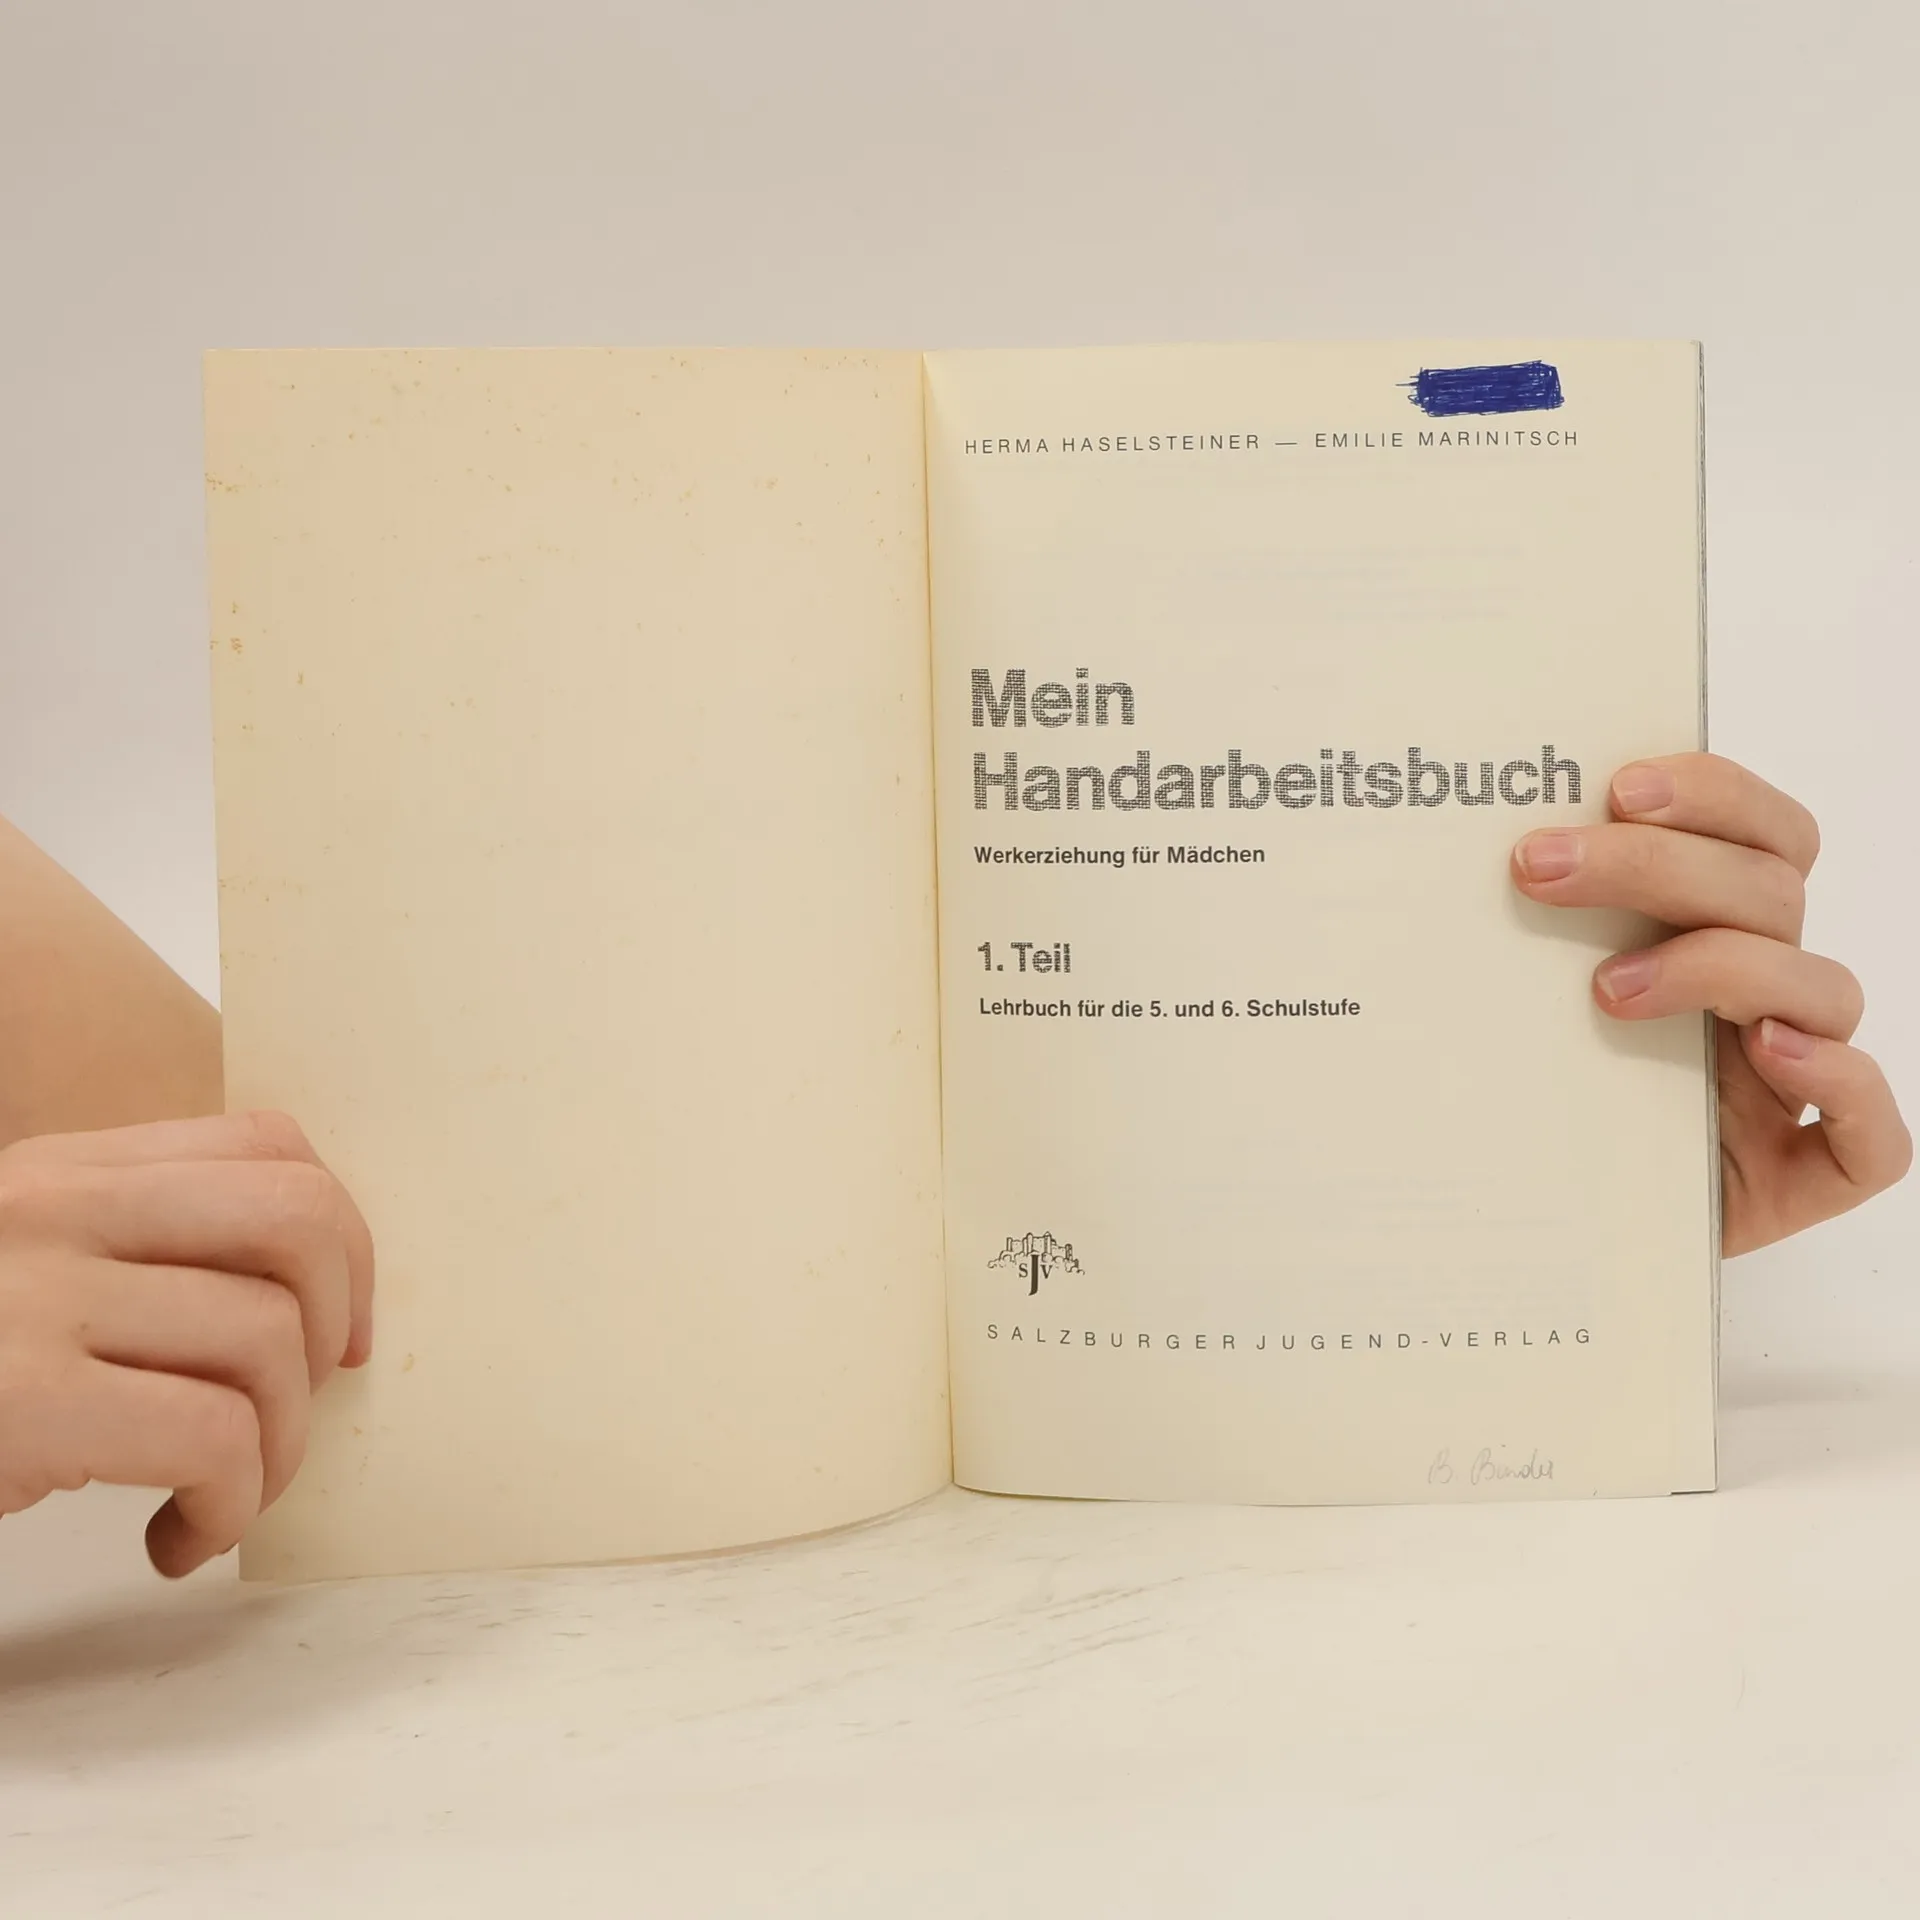 HERMA HASELSTEINER — EMILIE MARINITSCH
Mein
Handarbeitsbuch
Werkerziehung für Mädchen
1. Teil
Lehrbuch für die 5. und 6. Schulstufe
SJV
SALZBURGER JUGEND-VERLAG
B.